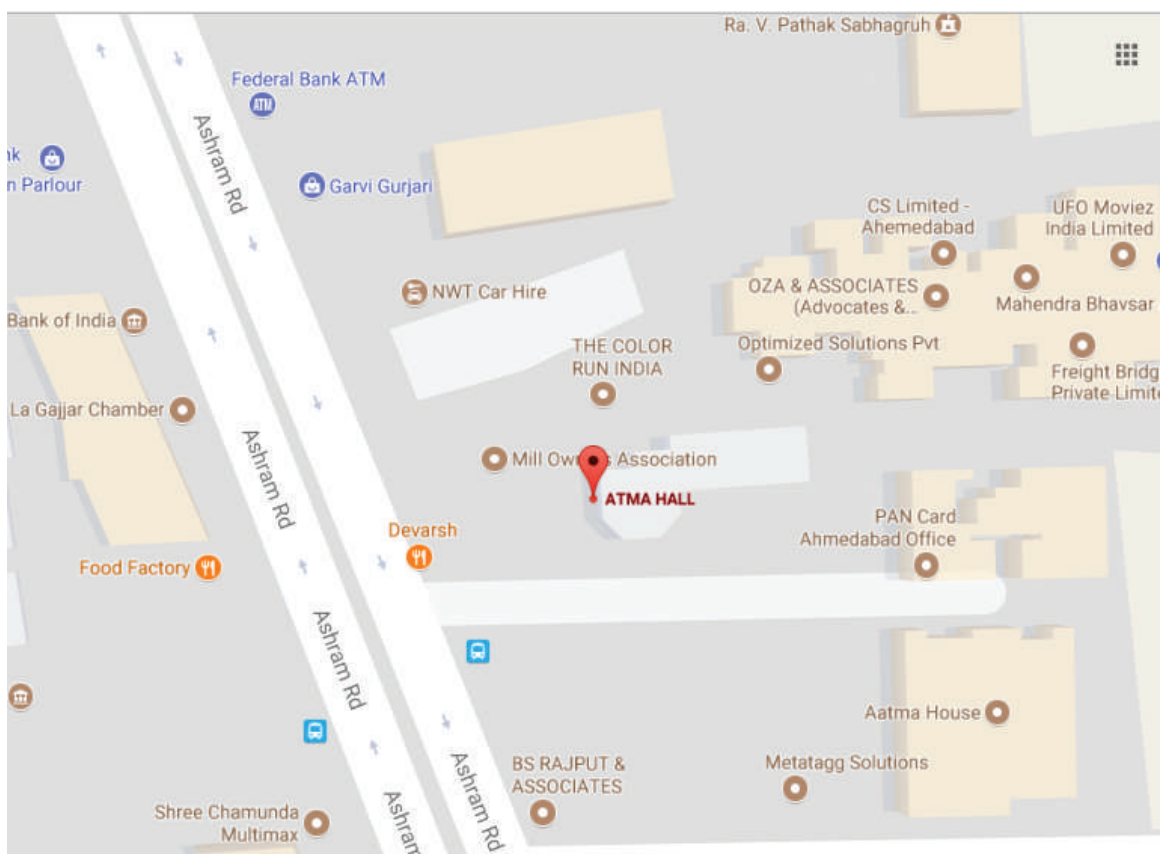 Ra. V. Pathak Sabhagruh
Federal Bank ATM
ATM
Ashram Rd
n Parlour
Garvi Gurjari
CS Limited -
Ahemedabad
UFO Moviez
India Limited
NWT Car Hire
OZA & ASSOCIATES
(Advocates &..
Mahendra Bhavsar
Bank of India
THE COLOR
RUN INDIA
Optimized Solutions Pvt
Freight Bridg
Private Limite
La Gajjar Chamber
Ashram Rd
Mill Owners Association
ATMA HALL
PAN Card
Ahmedabad Office
Devarsh
Food Factory
Ashram Rd
Aatma House
BS RAJPUT &
ASSOCIATES
Metatagg Solutions
Ashram Rd
Shree Chamunda
Multimax
Ashram